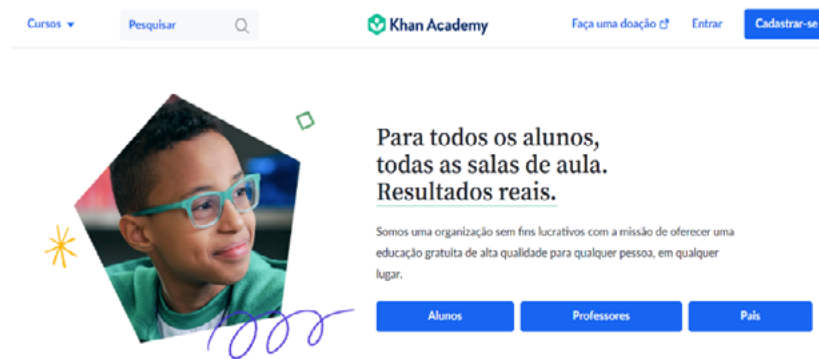 Cursos
Pesquisar
Khan Academy
Faça uma doação
Entrar
Cadastrar-se
Para todos os alunos,
todas as salas de aula.
Resultados reais.
Somos uma organização sem fins lucrativos com a missão de oferecer uma
educação gratuita de alta qualidade para qualquer pessoa, em qualquer
lugar.
Alunos
Professores
Pais